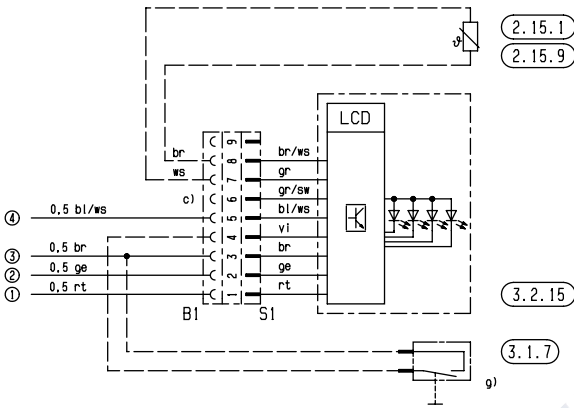 2.15.1
2.15.9
ϑ
LCD
9
br 8 br/ws
ws 7 gr
c) 6 gr/sw
④ 0,5 bl/ws 5 bl/ws
4 vi
③ 0,5 br 3 br
② 0,5 ge 2 ge
① 0,5 rt 1 rt
B1 S1
3.2.15
3.1.7
g)